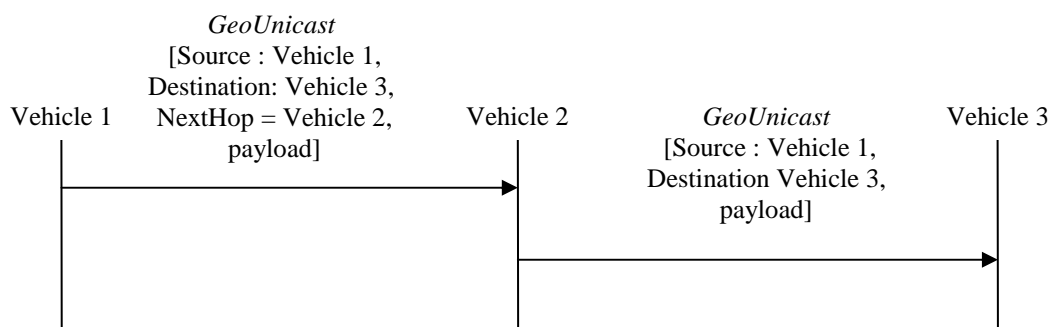 GeoUnicast
[Source : Vehicle 1,
Destination: Vehicle 3,
Vehicle 1
NextHop = Vehicle 2,
payload]
Vehicle 2
GeoUnicast
[Source : Vehicle 1,
Destination Vehicle 3,
payload]
Vehicle 3